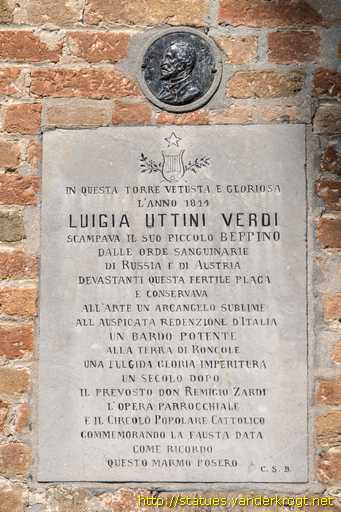 IN QUESTA TORRE VETUSTA E GLORIOSA
L'ANNO 1814
LUIGIA UTTINI VERDI
SCAMPAVA IL SUO PICCOLO BEPPINO
DALLE ORDE SANGUINARIE
DI RUSSIA E DI AUSTRIA
DEVASTANTI QUESTA FERTILE PLAGA
E CONSERVAVA
ALL'ARTE UN ARCANGELO SUBLIME
ALL AUSPICATA REDENZIONE D'ITALIA
UN BARDO POTENTE
ALLA TERRA DI RONCOLE
UNA FULGIDA GLORIA IMPERITURA
UN SECOLO DOPO
IL PREVOSTO DON REMIGIO ZARDI
L'OPERA PARROCCHIALE
E IL CIRCOLO POPOLARE CATTOLICO
COMMEMORANDO LA FAUSTA DATA
COME RICORDO
QUESTO MARMO POSERO
C. S. B.
http://statues.vanderkrogt.net